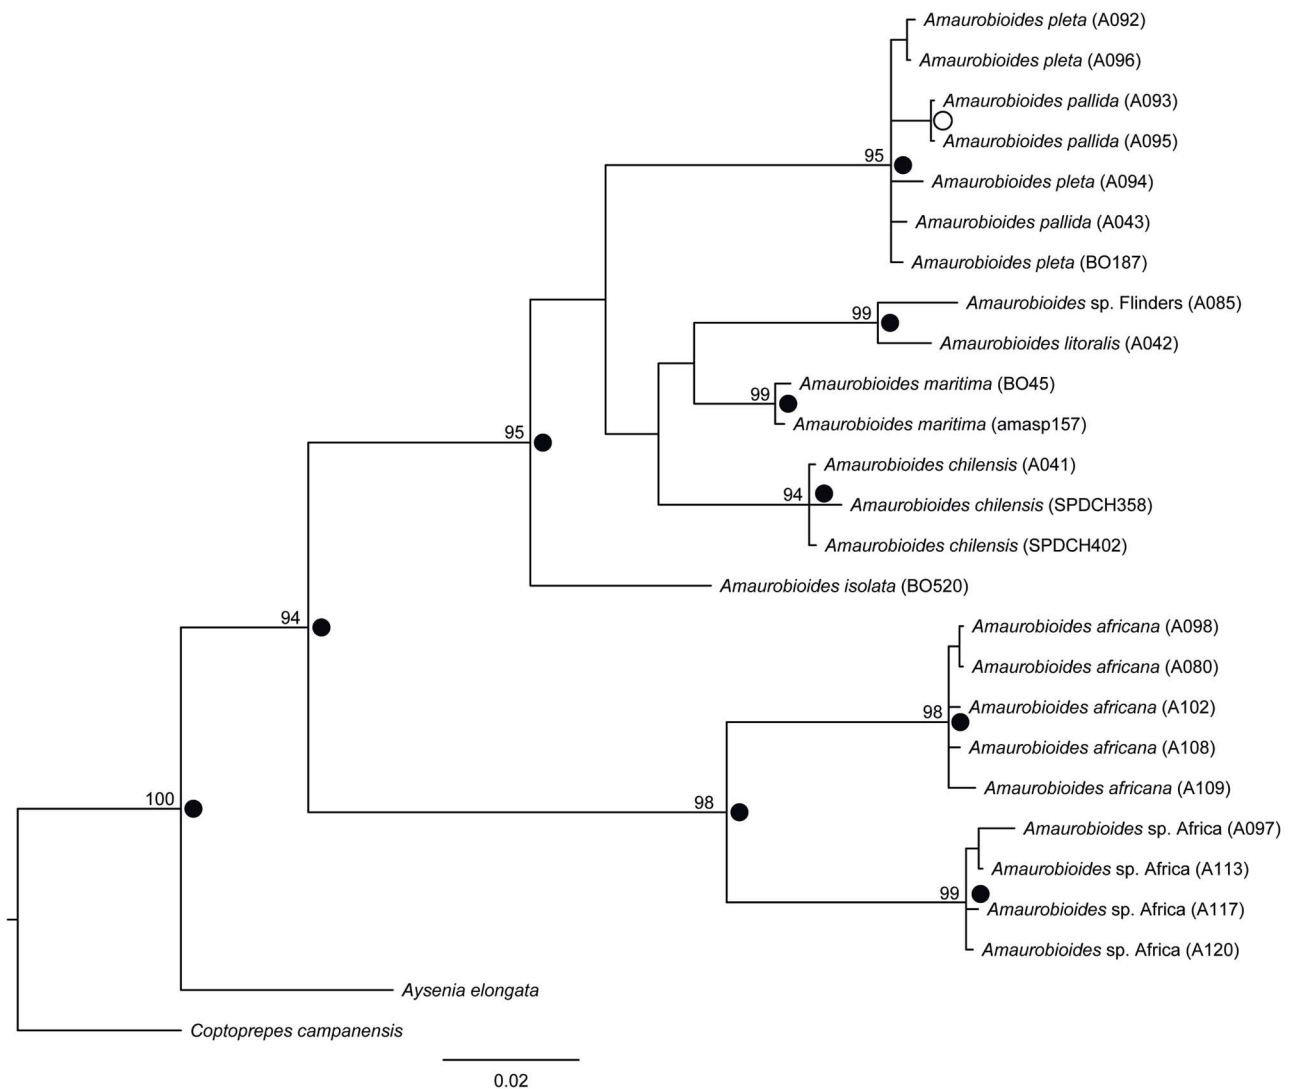 Amaurobioides pleta (A092)
Amaurobioides pleta (A096)
Amaurobioides pallida (A093)
Amaurobioides pallida (A095)
95
Amaurobioides pleta (A094)
Amaurobioides pallida (A043)
Amaurobioides pleta (BO187)
Amaurobioides sp. Flinders (A085)
99
Amaurobioides litoralis (A042)
Amaurobioides maritima (BO45)
99
Amaurobioides maritima (amasp157)
95
Amaurobioides chilensis (A041)
94
Amaurobioides chilensis (SPDCH358)
Amaurobioides chilensis (SPDCH402)
Amaurobioides isolata (BO520)
94
Amaurobioides africana (A098)
Amaurobioides africana (A080)
Amaurobioides africana (A102)
98
Amaurobioides africana (A108)
Amaurobioides africana (A109)
100
98
Amaurobioides sp. Africa (A097)
Amaurobioides sp. Africa (A113)
99
Amaurobioides sp. Africa (A117)
Amaurobioides sp. Africa (A120)
Aysenia elongata
Coptoprepes campanensis
0.02